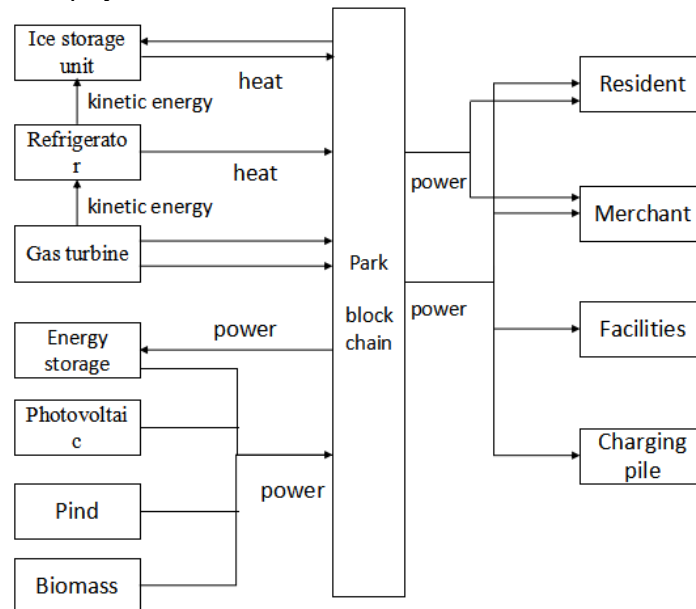 Ice storage
unit
heat
kinetic energy
Refrigerato
r
heat
kinetic energy
Gas turbine
power
Energy
storage
Photovoltai
c
power
Pind
Biomass
Park
block
chain
power
power
Resident
Merchant
Facilities
Charging
pile